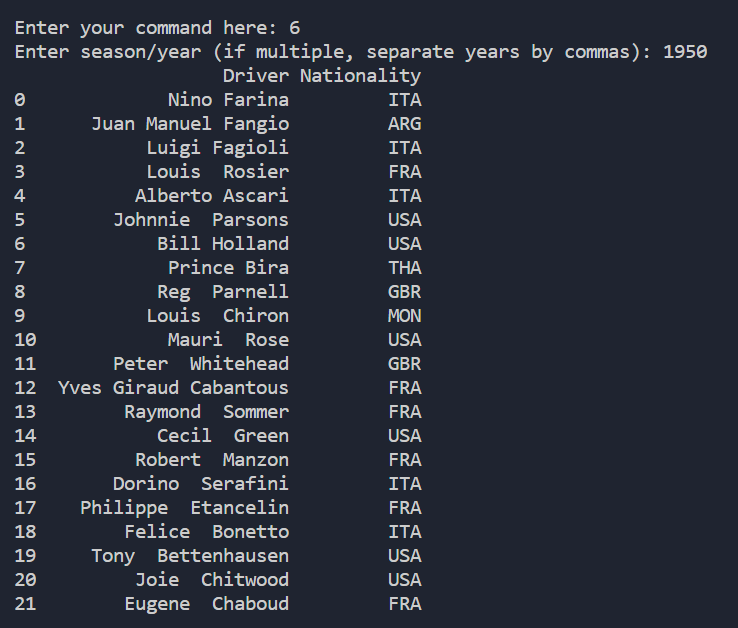 Enter your command here: 6
Enter season/year (if multiple, separate years by commas): 1950
                   Driver Nationality
0             Nino Farina         ITA
1      Juan Manuel Fangio         ARG
2           Luigi Fagioli         ITA
3           Louis  Rosier         FRA
4          Alberto Ascari         ITA
5        Johnnie  Parsons         USA
6            Bill Holland         USA
7             Prince Bira         THA
8            Reg  Parnell         GBR
9           Louis  Chiron         MON
10            Mauri  Rose         USA
11       Peter  Whitehead         GBR
12  Yves Giraud Cabantous         FRA
13        Raymond  Sommer         FRA
14           Cecil  Green         USA
15         Robert  Manzon         FRA
16       Dorino  Serafini         ITA
17    Philippe  Etancelin         FRA
18        Felice  Bonetto         ITA
19     Tony  Bettenhausen         USA
20         Joie  Chitwood         USA
21        Eugene  Chaboud         FRA